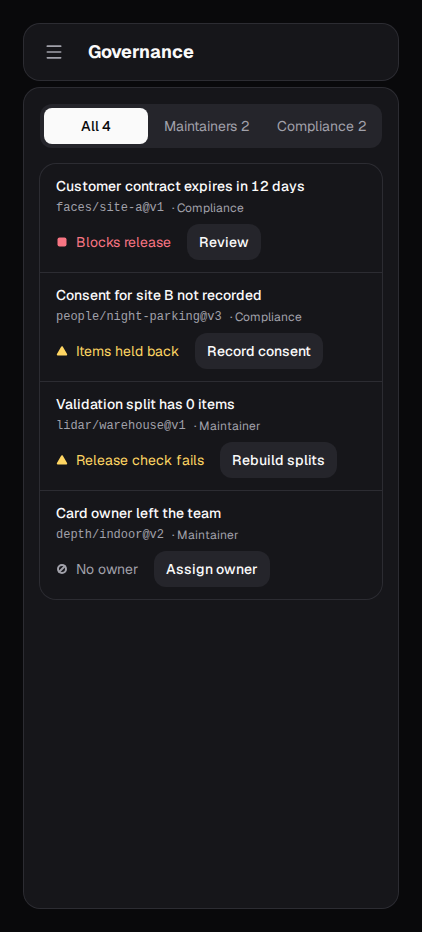 Governance
All 4 Maintainers 2 Compliance 2
Customer contract expires in 12 days
faces/site-a@v1 · Compliance
Blocks release Review
Consent for site B not recorded
people/night-parking@v3 · Compliance
Items held back Record consent
Validation split has 0 items
lidar/warehouse@v1 · Maintainer
Release check fails Rebuild splits
Card owner left the team
depth/indoor@v2 · Maintainer
No owner Assign owner